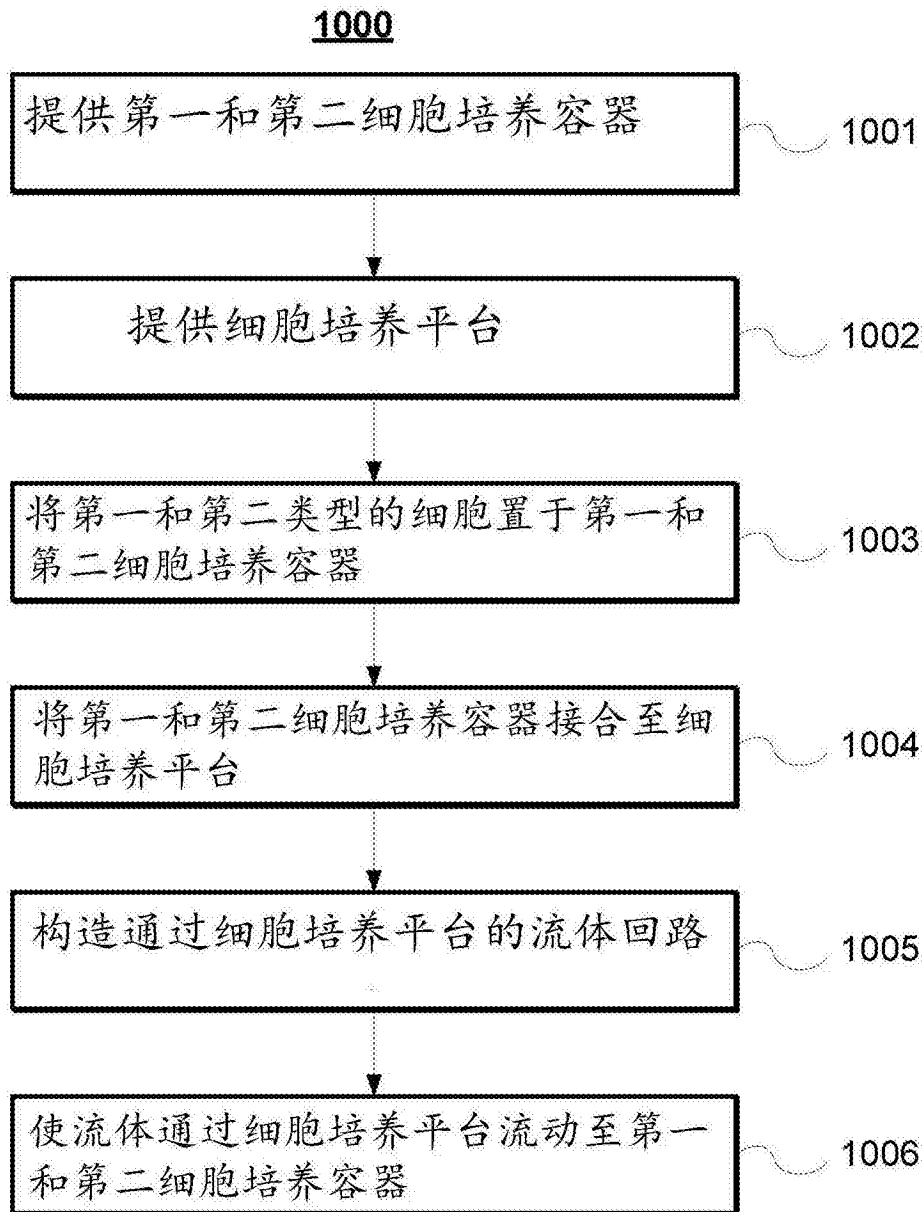 1000
提供第一和第二细胞培养容器
1001
提供细胞培养平台
1002
将第一和第二类型的细胞置于第一和
第二细胞培养容器
1003
将第一和第二细胞培养容器接合至细
胞培养平台
1004
构造通过细胞培养平台的流体回路
1005
使流体通过细胞培养平台流动至第一
和第二细胞培养容器
1006